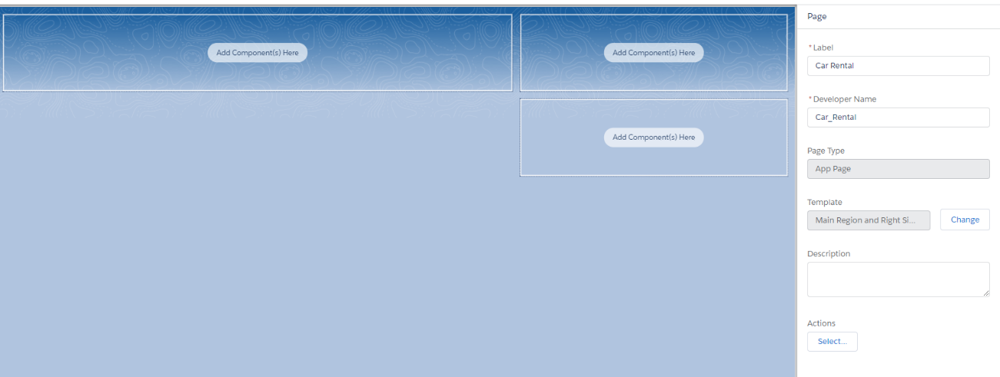 Add Component(s) Here
Add Component(s) Here
Add Component(s) Here
Page
*Label
Car Rental
*Developer Name
Car_Rental
Page Type
App Page
Template
Main Region and Right Si...
Change
Description
Actions
Select...